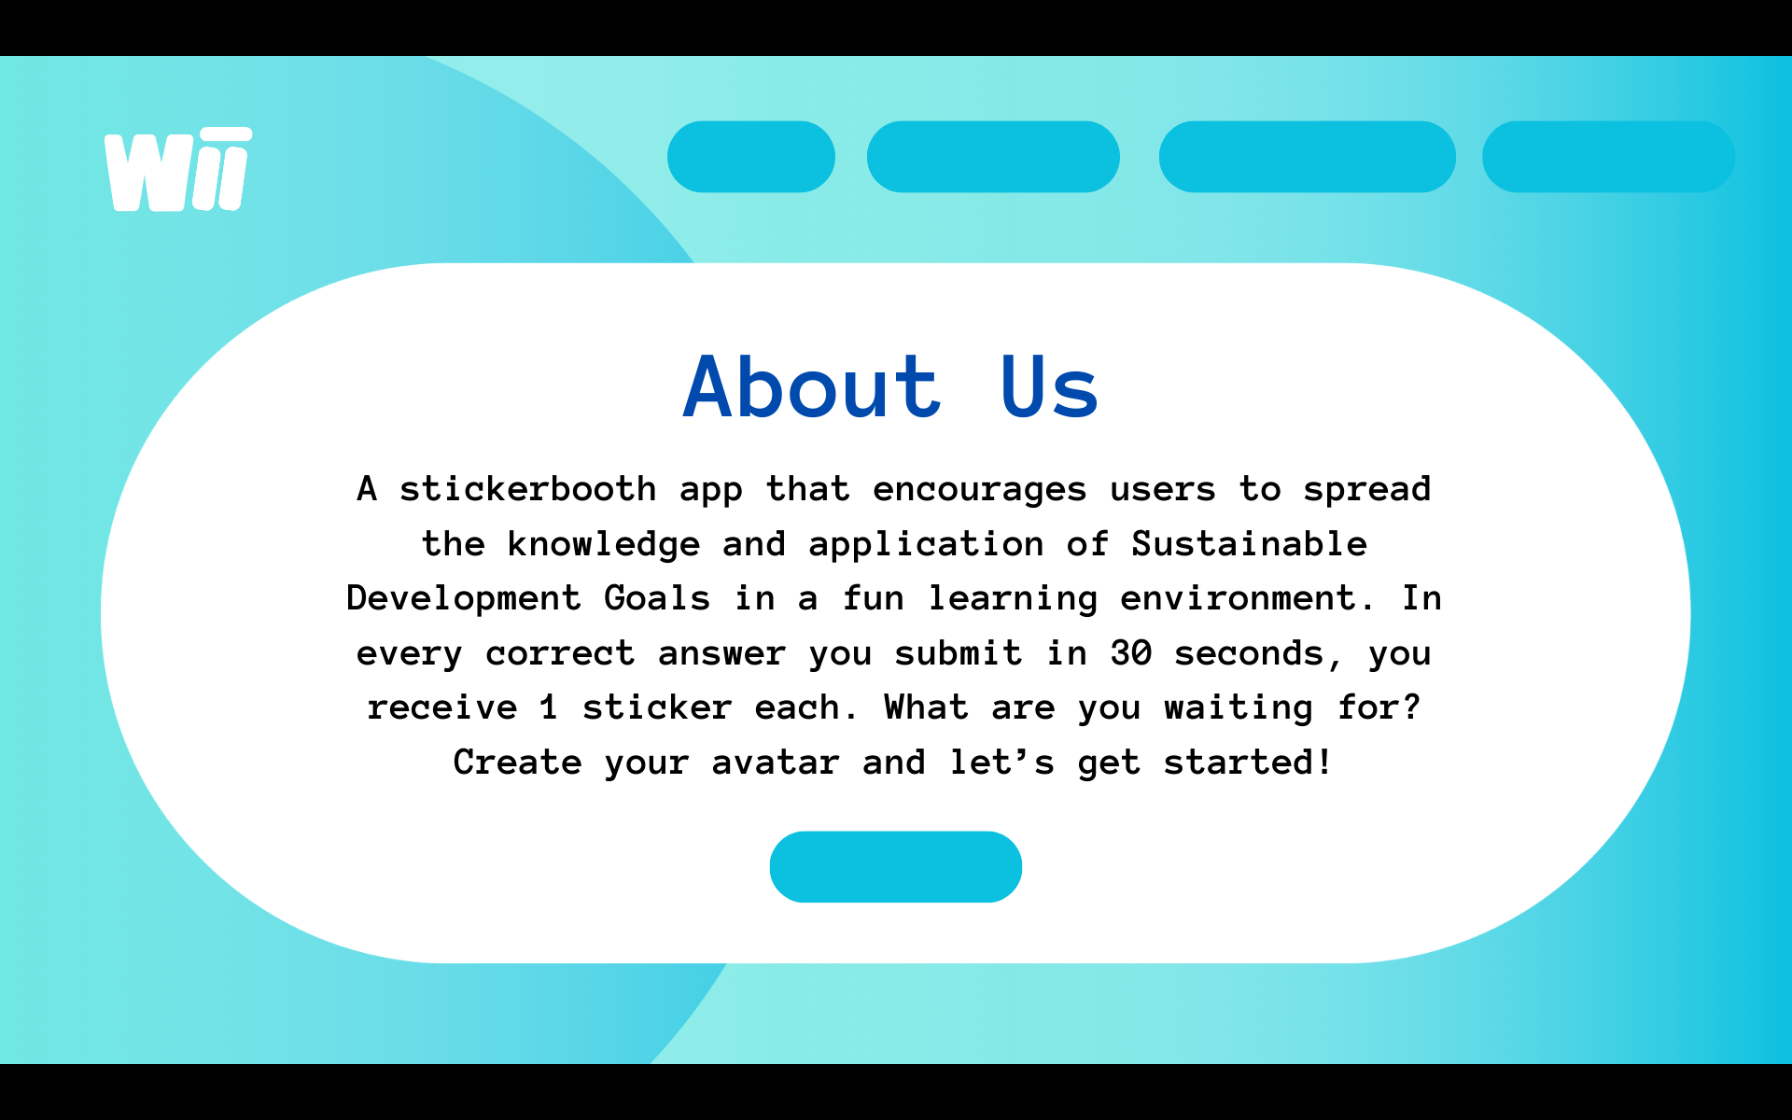 Wii
About Us
A stickerbooth app that encourages users to spread
the knowledge and application of Sustainable
Development Goals in a fun learning environment. In
every correct answer you submit in 30 seconds, you
receive 1 sticker each. What are you waiting for?
Create your avatar and let’s get started!